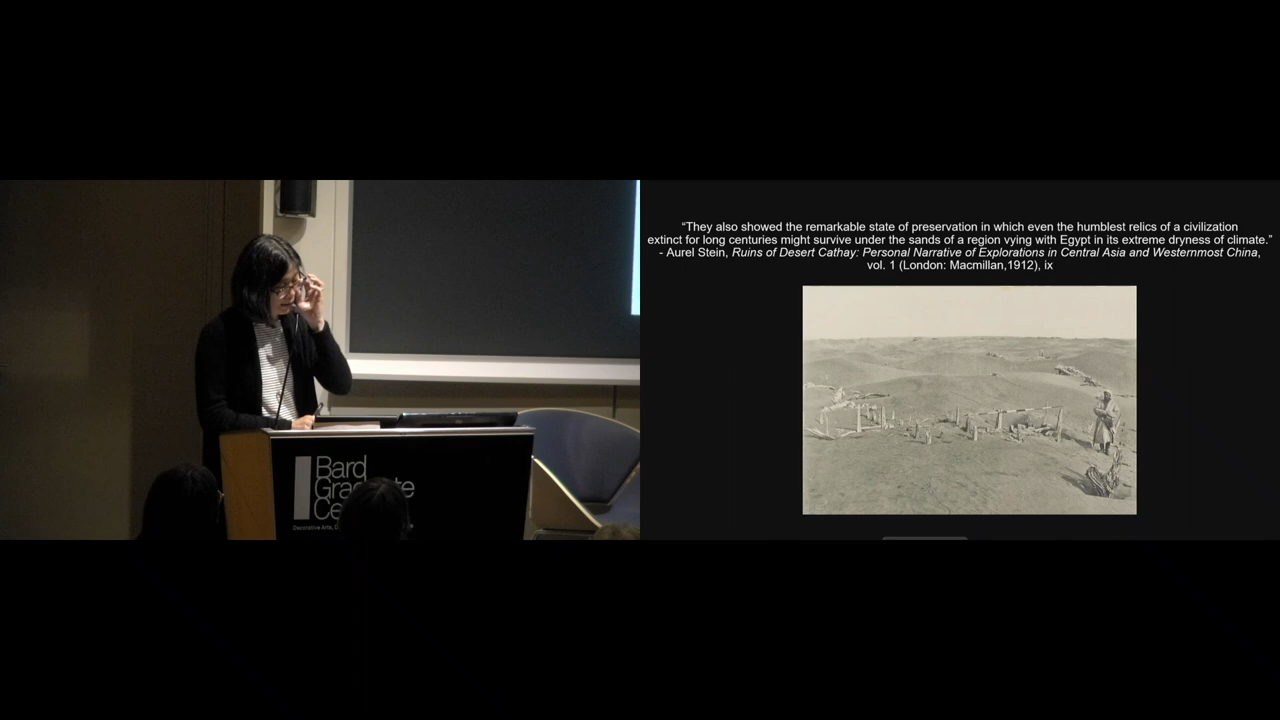 Bard
Graduate
Ce
Decorative Arts, D
“They also showed the remarkable state of preservation in which even the humblest relics of a civilization
extinct for long centuries might survive under the sands of a region vying with Egypt in its extreme dryness of climate.”
- Aurel Stein, Ruins of Desert Cathay: Personal Narrative of Explorations in Central Asia and Westernmost China,
vol. 1 (London: Macmillan,1912), ix